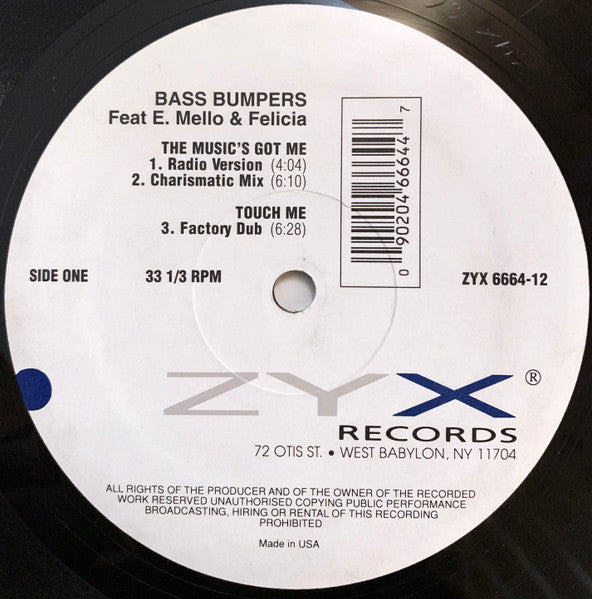 BASS BUMPERS
Feat E. Mello & Felicia
THE MUSIC'S GOT ME
1. Radio Version (4:04)
2. Charismatic Mix (6:10)
TOUCH ME
3. Factory Dub (6:28)
0 90204 66644 7
SIDE ONE
33 1/3 RPM
ZYX 6664-12
ZYX ®
RECORDS
72 OTIS ST. • WEST BABYLON, NY 11704
ALL RIGHTS OF THE PRODUCER AND OF THE OWNER OF THE RECORDED
WORK RESERVED UNAUTHORISED COPYING PUBLIC PERFORMANCE
BROADCASTING, HIRING OR RENTAL OF THIS RECORDING
PROHIBITED
Made in USA